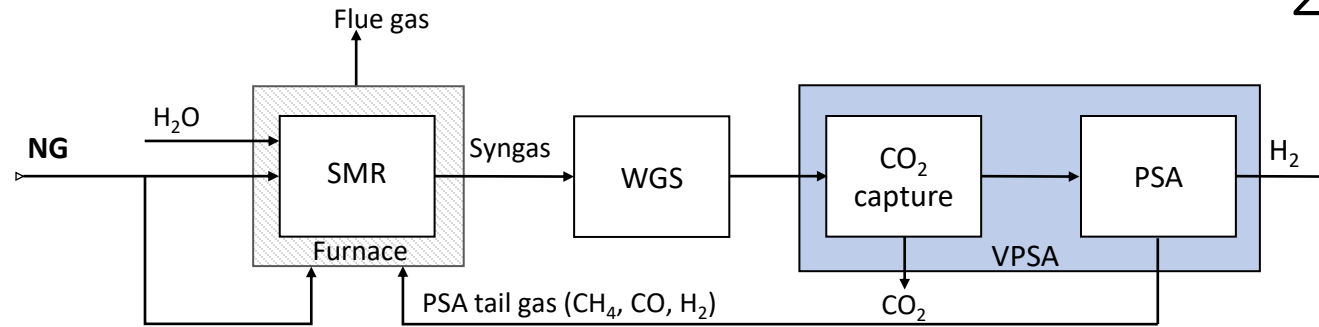 Flue gas
H₂O
NG
SMR
Syngas
WGS
CO₂
capture
PSA
H₂
Furnace
VPSA
PSA tail gas (CH₄, CO, H₂)
CO₂